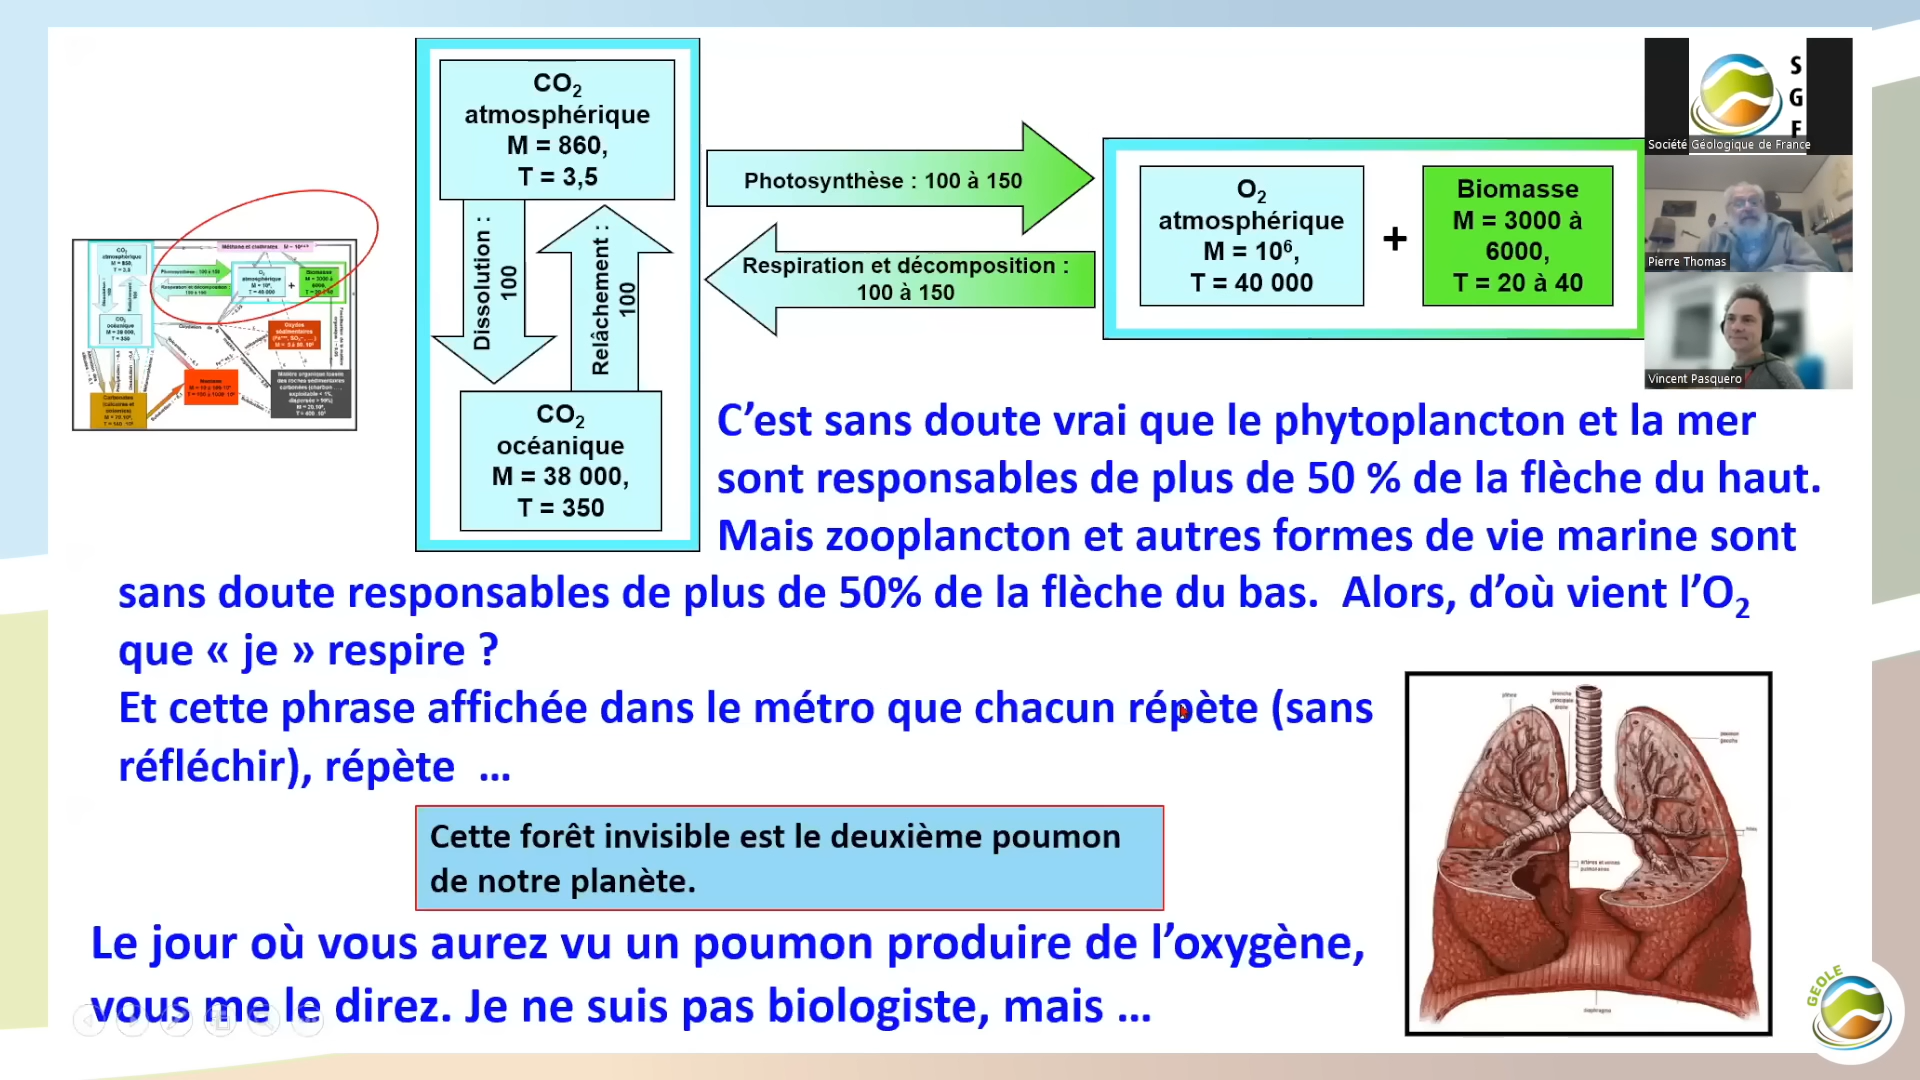 CO2
atmosphérique
M = 860,
T = 3,5
Dissolution :
100
Relâchement :
100
CO2
océanique
M = 38 000,
T = 350
Photosynthèse : 100 à 150
Respiration et décomposition :
100 à 150
O2
atmosphérique
M = 10⁶,
T = 40 000
+
Biomasse
M = 3000 à
6000,
T = 20 à 40
S
G
F
Société Géologique de France
Pierre Thomas
Vincent Pasquero
C’est sans doute vrai que le phytoplancton et la mer
sont responsables de plus de 50 % de la flèche du haut.
Mais zooplancton et autres formes de vie marine sont
sans doute responsables de plus de 50% de la flèche du bas. Alors, d’où vient l’O2
que « je » respire ?
Et cette phrase affichée dans le métro que chacun répète (sans
réfléchir), répète …
Cette forêt invisible est le deuxième poumon
de notre planète.
Le jour où vous aurez vu un poumon produire de l’oxygène,
vous me le direz. Je ne suis pas biologiste, mais …
GEOLE